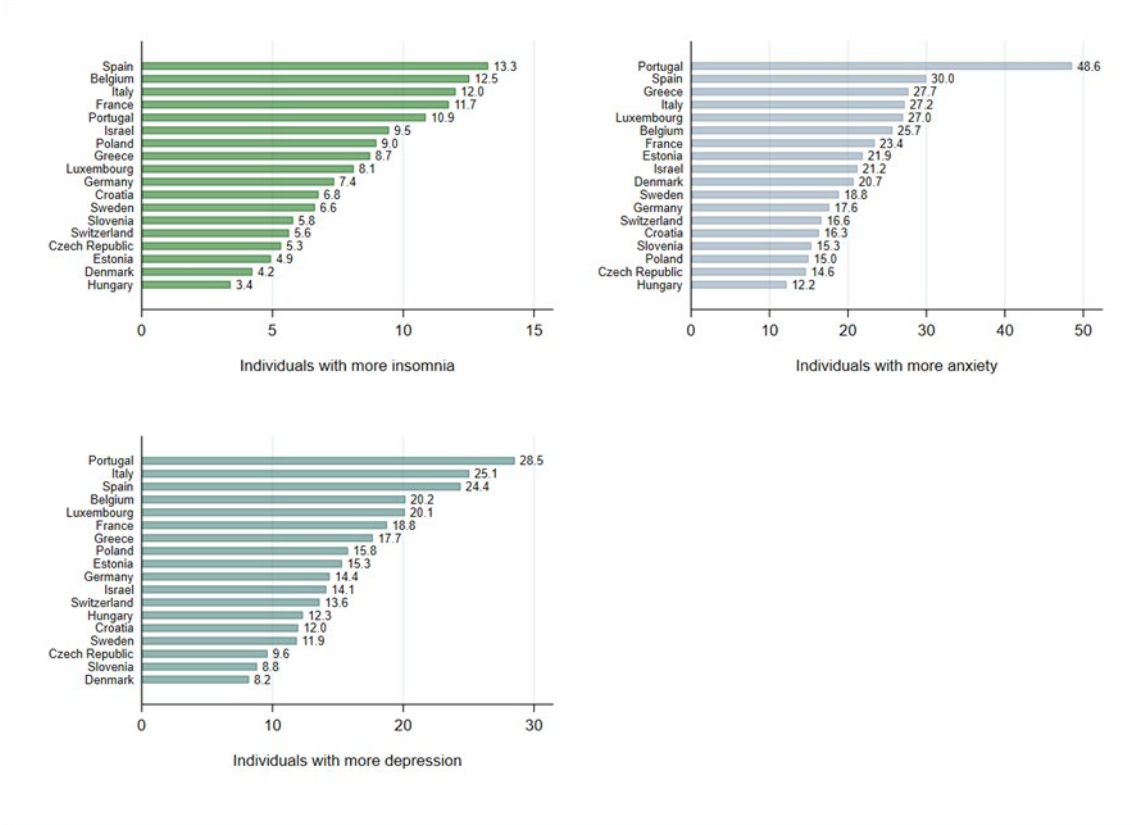 Spain 13.3
Belgium 12.5
Italy 12.0
France 11.7
Portugal 10.9
Israel 9.5
Poland 9.0
Greece 8.7
Luxembourg 8.1
Germany 7.4
Croatia 6.8
Sweden 6.6
Slovenia 5.8
Switzerland 5.6
Czech Republic 5.3
Estonia 4.9
Denmark 4.2
Hungary 3.4
0 5 10 15
Individuals with more insomnia
Portugal 48.6
Spain 30.0
Greece 27.7
Italy 27.2
Luxembourg 27.0
Belgium 25.7
France 23.4
Estonia 21.9
Israel 21.2
Denmark 20.7
Sweden 18.8
Germany 17.6
Switzerland 16.6
Croatia 16.3
Slovenia 15.3
Poland 15.0
Czech Republic 14.6
Hungary 12.2
0 10 20 30 40 50
Individuals with more anxiety
Portugal 28.5
Italy 25.1
Spain 24.4
Belgium 20.2
Luxembourg 20.1
France 18.8
Greece 17.7
Poland 15.8
Estonia 15.3
Germany 14.4
Israel 14.1
Switzerland 13.6
Hungary 12.3
Croatia 12.0
Sweden 11.9
Czech Republic 9.6
Slovenia 8.8
Denmark 8.2
0 10 20 30
Individuals with more depression